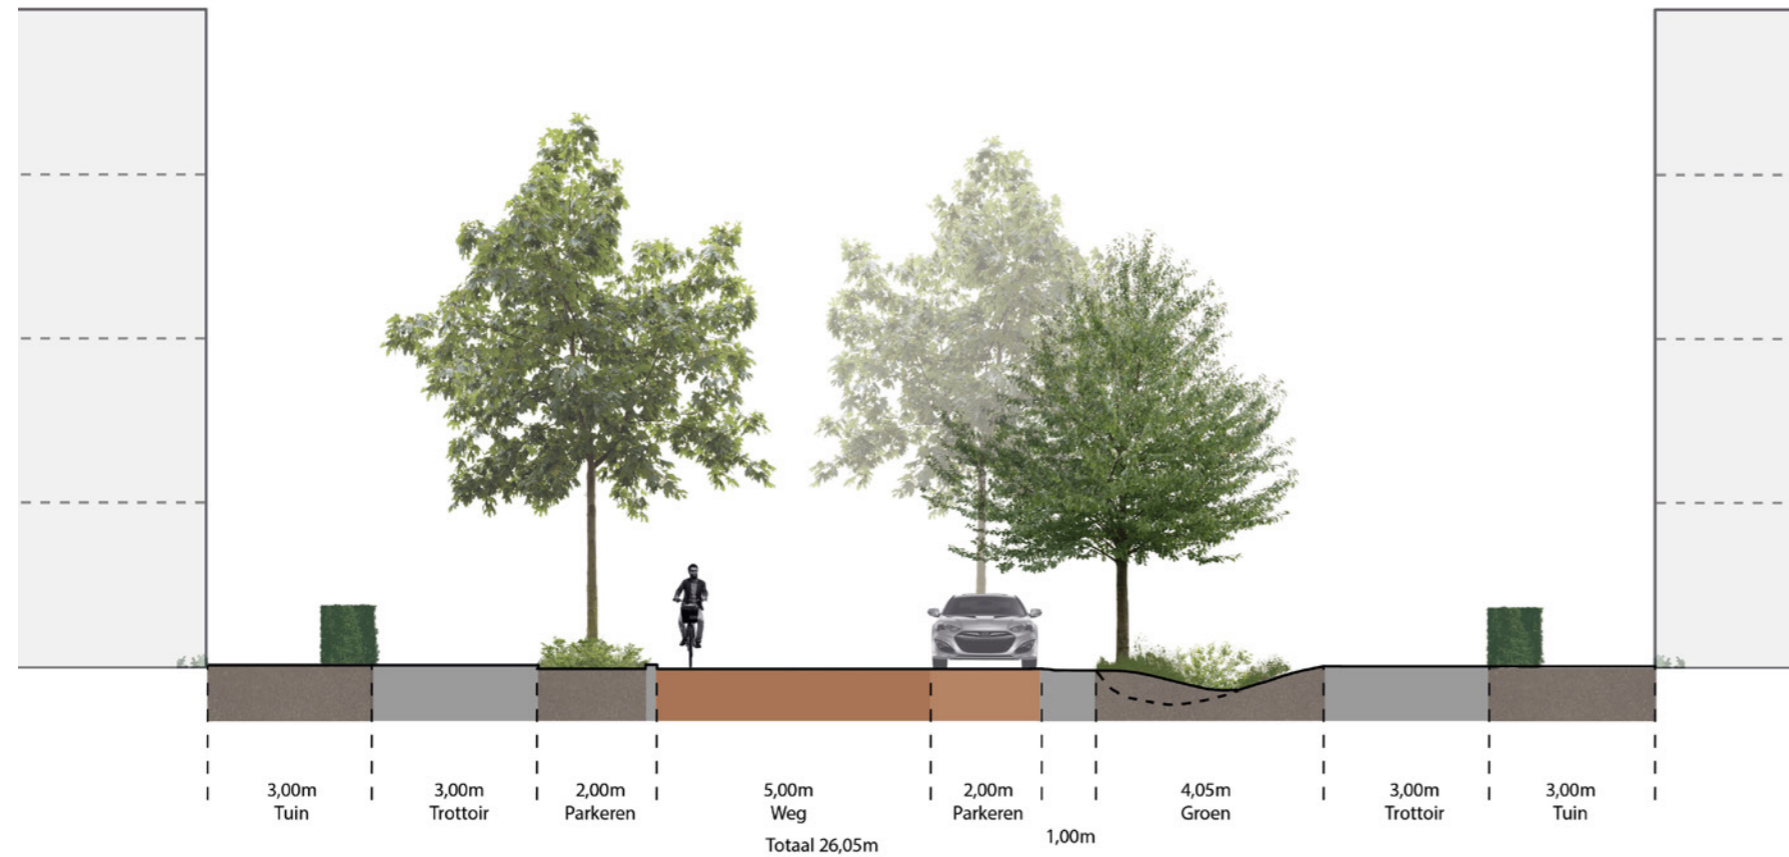 3,00m
Tuin
3,00m
Trottoir
2,00m
Parkeren
5,00m
Weg
2,00m
Parkeren
1,00m
4,05m
Groen
3,00m
Trottoir
3,00m
Tuin
Totaal 26,05m